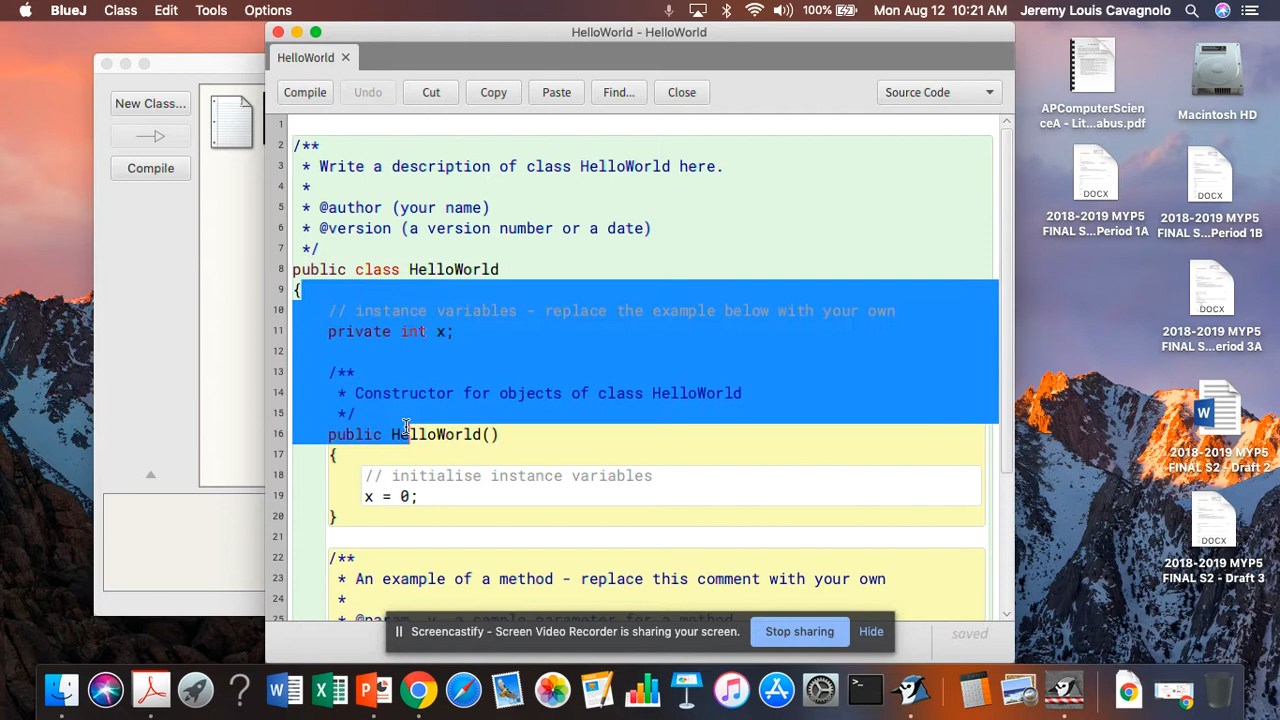 BlueJ Class Edit Tools Options 100% Mon Aug 12 10:21 AM Jeremy Louis Cavagnolo
HelloWorld - HelloWorld
HelloWorld ✕
New Class...
Compile
Compile Undo Cut Copy Paste Find... Close Source Code
1
2 /**
3 * Write a description of class HelloWorld here.
4 *
5 * @author (your name)
6 * @version (a version number or a date)
7 */
8 public class HelloWorld
9 {
10 // instance variables - replace the example below with your own
11 private int x;
12
13 /**
14 * Constructor for objects of class HelloWorld
15 */
16 public HelloWorld()
17 {
18 // initialise instance variables
19 x = 0;
20 }
21
22 /**
23 * An example of a method - replace this comment with your own
24 *
25 * @param y a sample parameter for a method
Screencastify - Screen Video Recorder is sharing your screen. Stop sharing Hide
saved
APComputerScien
ceA - Lit...abus.pdf
Macintosh HD
DOCX
2018-2019 MYP5
FINAL S...Period 1A
DOCX
2018-2019 MYP5
FINAL S...Period 1B
DOCX
2018-2019 MYP5
FINAL S...eriod 3A
W
2018-2019 MYP5
FINAL S2 - Draft 2
DOCX
2018-2019 MYP5
FINAL S2 - Draft 3